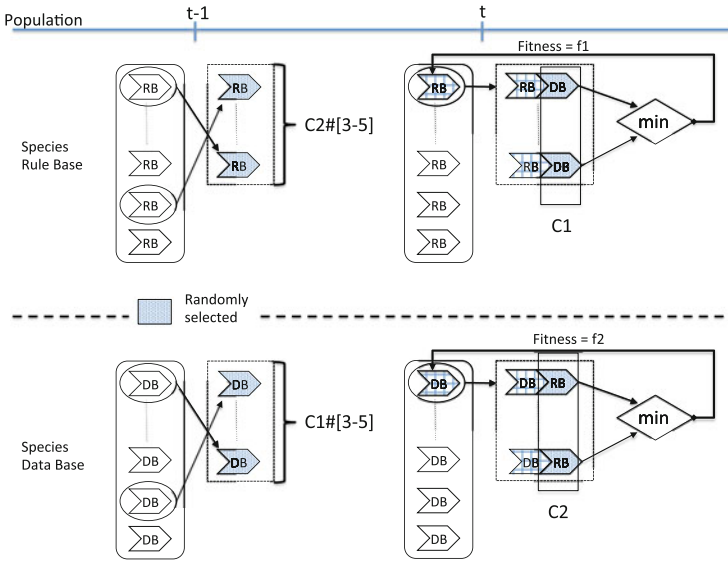 Population
t-1
t
Fitness = f1
RB
RB
RB
RB DB
min
C2#[3-5]
Species
Rule Base
RB
RB
RB
RB DB
RB
RB
C1
RB
RB
Randomly
selected
Fitness = f2
DB
DB
DB
DB RB
min
C1#[3-5]
Species
Data Base
DB
DB
DB
DB RB
DB
DB
C2
DB
DB